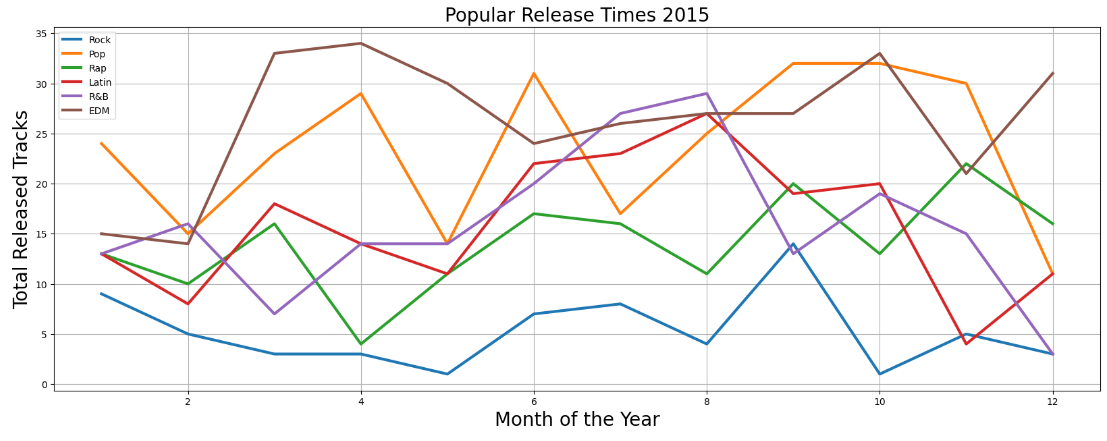 Popular Release Times 2015
Total Released Tracks
35
30
25
20
15
10
5
0
Rock
Pop
Rap
Latin
R&B
EDM
2 4 6 8 10 12
Month of the Year